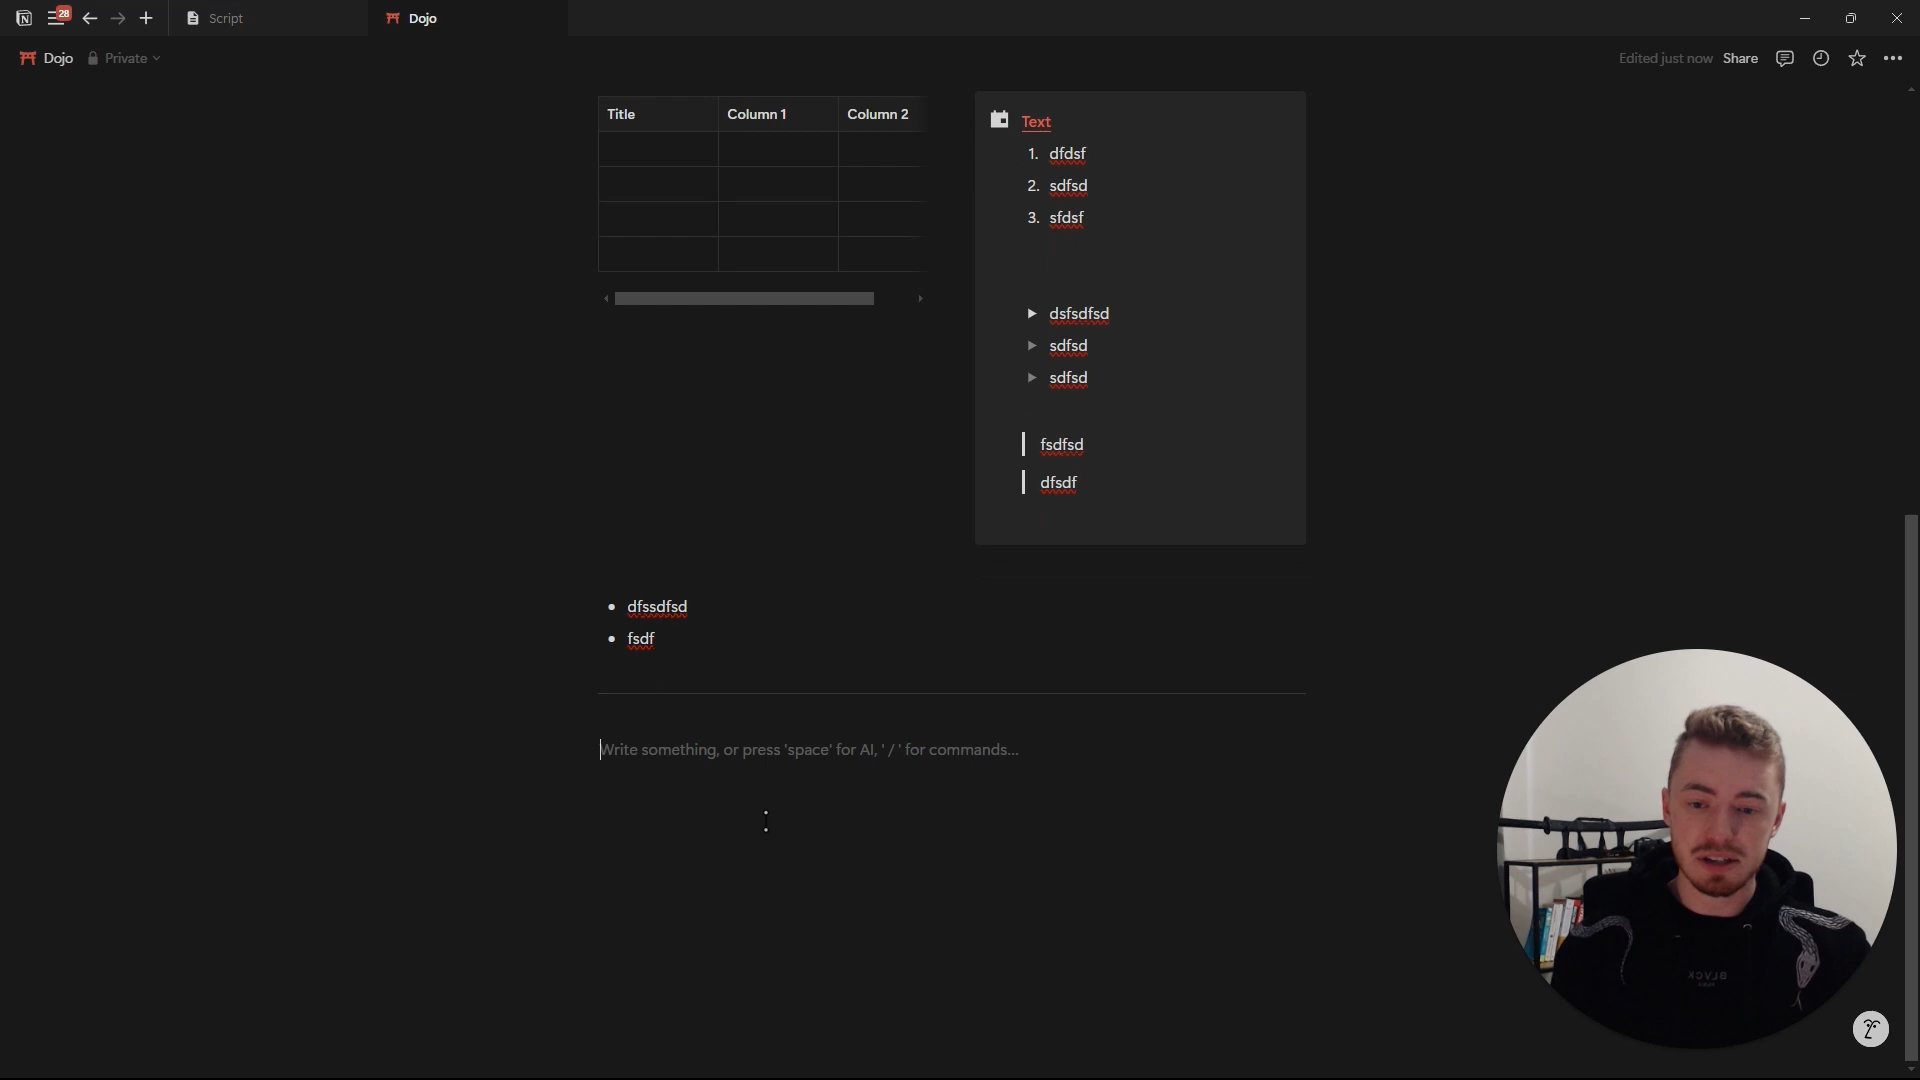 28
Script
Dojo
Dojo
Private
Edited just now
Share
Title
Column 1
Column 2
Text
1. dfdsf
2. sdfsd
3. sfdsf
dsfsdfsd
sdfsd
sdfsd
fsdfsd
dfsdf
• dfssdfsd
• fsdf
Write something, or press 'space' for AI, '/' for commands...